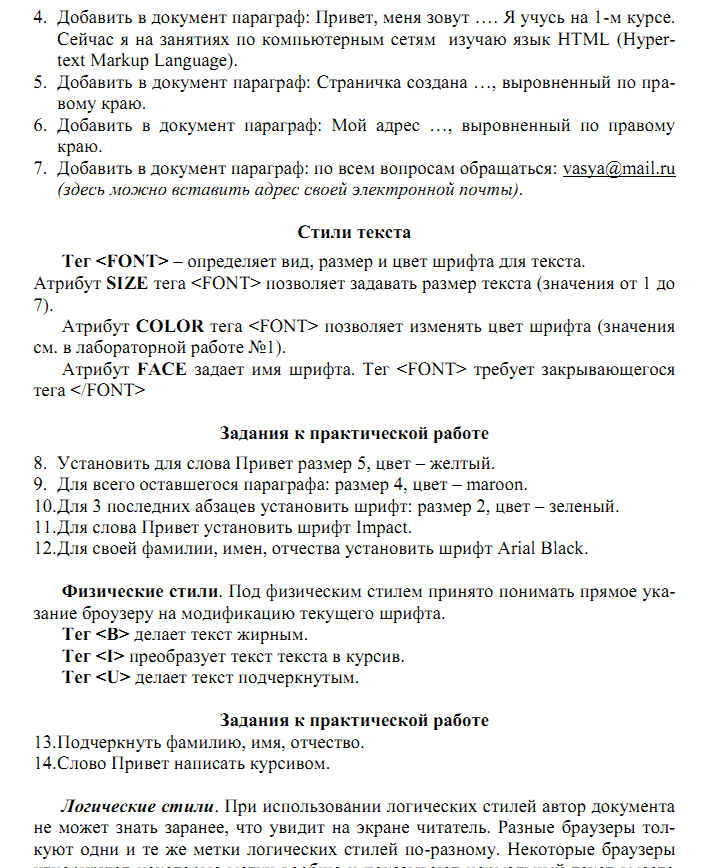 4. Добавить в документ параграф: Привет, меня зовут …. Я учусь на 1-м курсе.
Сейчас я на занятиях по компьютерным сетям изучаю язык HTML (Hyper-
text Markup Language).
5. Добавить в документ параграф: Страничка создана …, выровненный по пра-
вому краю.
6. Добавить в документ параграф: Мой адрес …, выровненный по правому
краю.
7. Добавить в документ параграф: по всем вопросам обращаться: vasya@mail.ru
(здесь можно вставить адрес своей электронной почты).
Стили текста
Тег <FONT> – определяет вид, размер и цвет шрифта для текста.
Атрибут SIZE тега <FONT> позволяет задавать размер текста (значения от 1 до
7).
Атрибут COLOR тега <FONT> позволяет изменять цвет шрифта (значения
см. в лабораторной работе №1).
Атрибут FACE задает имя шрифта. Тег <FONT> требует закрывающегося
тега </FONT>
Задания к практической работе
8. Установить для слова Привет размер 5, цвет – желтый.
9. Для всего оставшегося параграфа: размер 4, цвет – maroon.
10.Для 3 последних абзацев установить шрифт: размер 2, цвет – зеленый.
11.Для слова Привет установить шрифт Impact.
12.Для своей фамилии, имен, отчества установить шрифт Arial Black.
Физические стили. Под физическим стилем принято понимать прямое ука-
зание броузеру на модификацию текущего шрифта.
Тег <B> делает текст жирным.
Тег <I> преобразует текст текста в курсив.
Тег <U> делает текст подчеркнутым.
Задания к практической работе
13.Подчеркнуть фамилию, имя, отчество.
14.Слово Привет написать курсивом.
Логические стили. При использовании логических стилей автор документа
не может знать заранее, что увидит на экране читатель. Разные браузеры тол-
куют одни и те же метки логических стилей по-разному. Некоторые браузеры